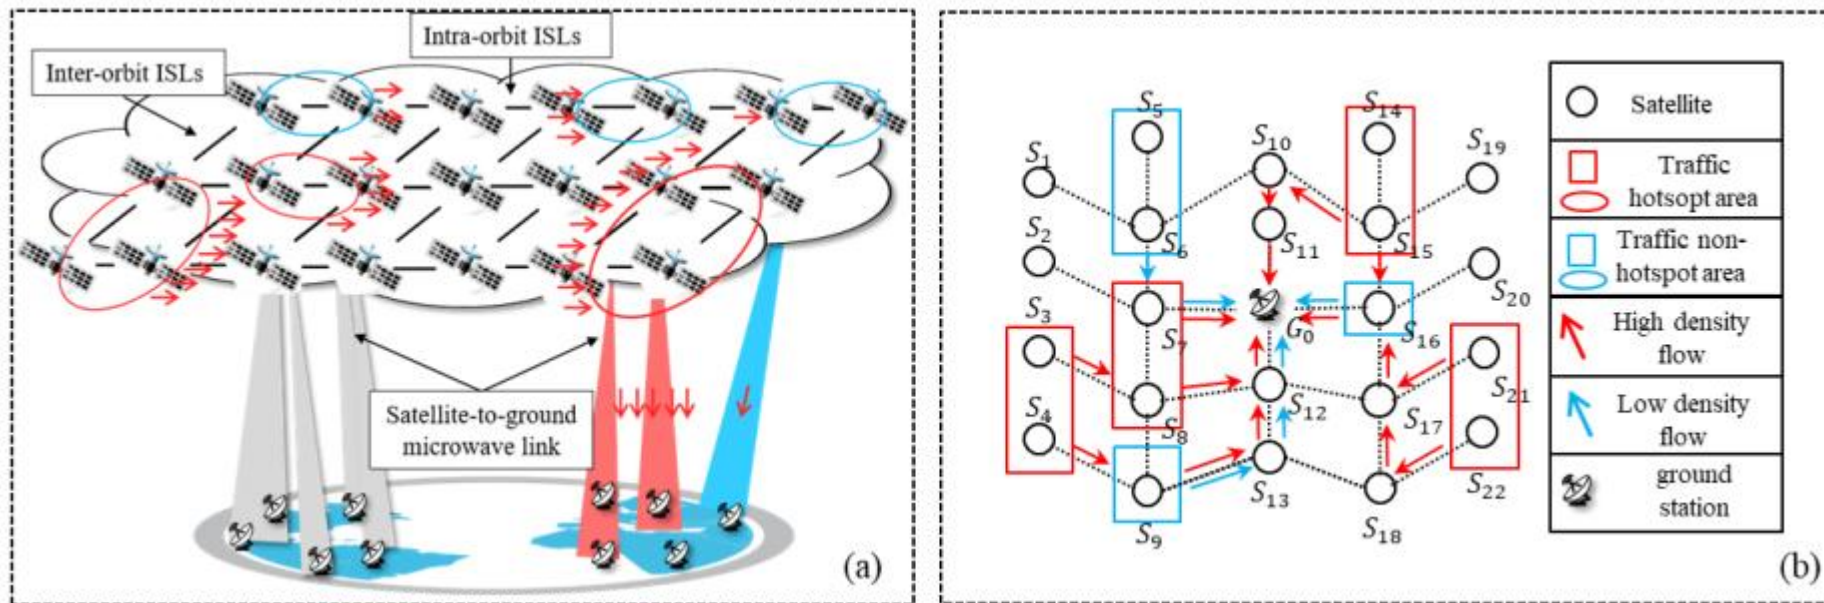 Intra-orbit ISLs
Inter-orbit ISLs
Satellite-to-ground
microwave link
(a)
S5
S14
S1
S10
S19
S2
S6
S11
S15
S3
S7
G0
S16
S20
S4
S8
S12
S17
S21
S9
S13
S18
S22
Satellite
Traffic
hotsopt area
Traffic non-
hotspot area
High density
flow
Low density
flow
ground
station
(b)